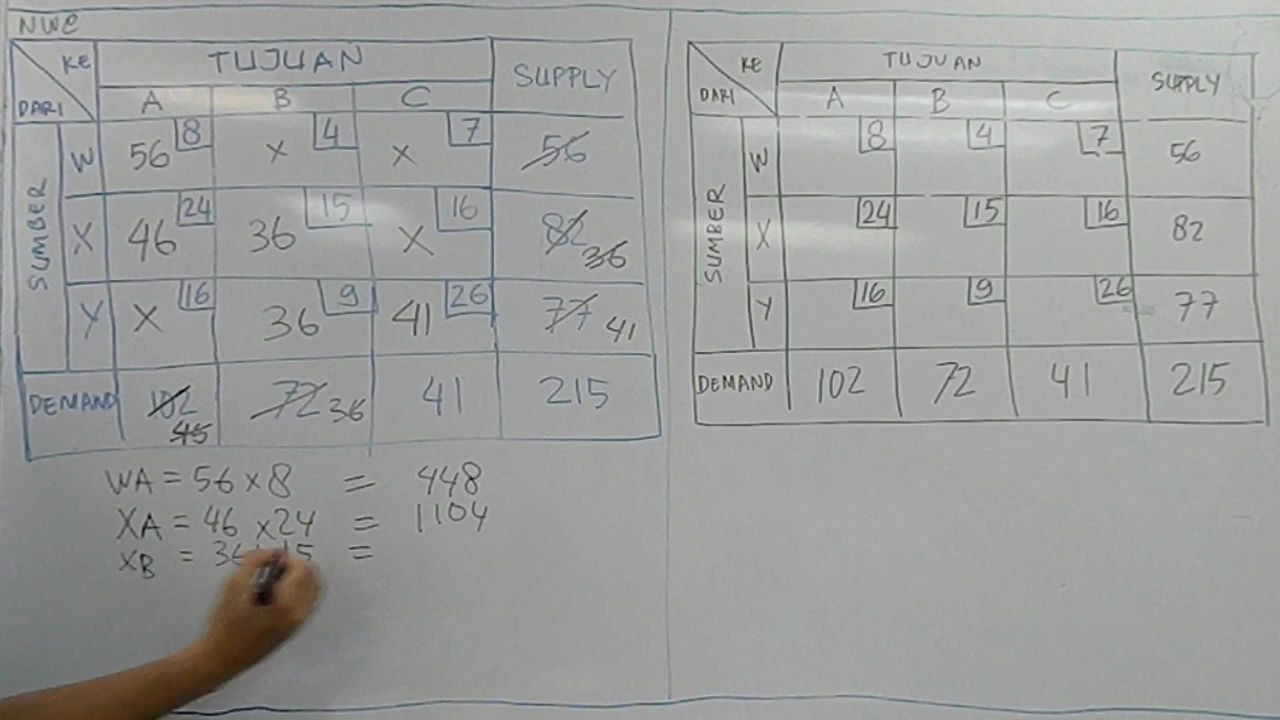 NWC
KE TUJUAN SUPPLY
DARI A B C
SUMBER
W 56 8 x 4 x 7 56
X 46 24 36 15 x 16 82 36
Y x 16 36 9 41 26 77 41
DEMAND 102 72 36 41 215
WA = 56 x 8 = 448
XA = 46 x 24 = 1104
XB = 36 15 =
KE TUJUAN SUPPLY
DARI A B C
SUMBER
W 8 4 7 56
X 24 15 16 82
Y 16 9 26 77
DEMAND 102 72 41 215